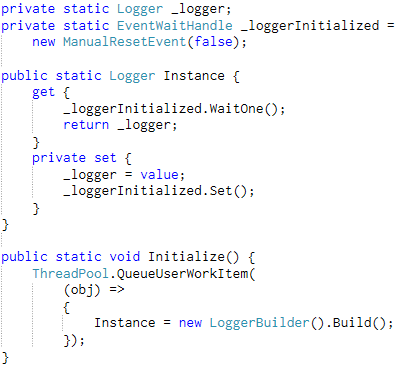 private static Logger _logger;
private static EventWaitHandle _loggerInitialized =
    new ManualResetEvent(false);

public static Logger Instance {
    get {
        _loggerInitialized.WaitOne();
        return _logger;
    }
    private set {
        _logger = value;
        _loggerInitialized.Set();
    }
}

public static void Initialize() {
    ThreadPool.QueueUserWorkItem(
        (obj) =>
        {
            Instance = new LoggerBuilder().Build();
        });
}